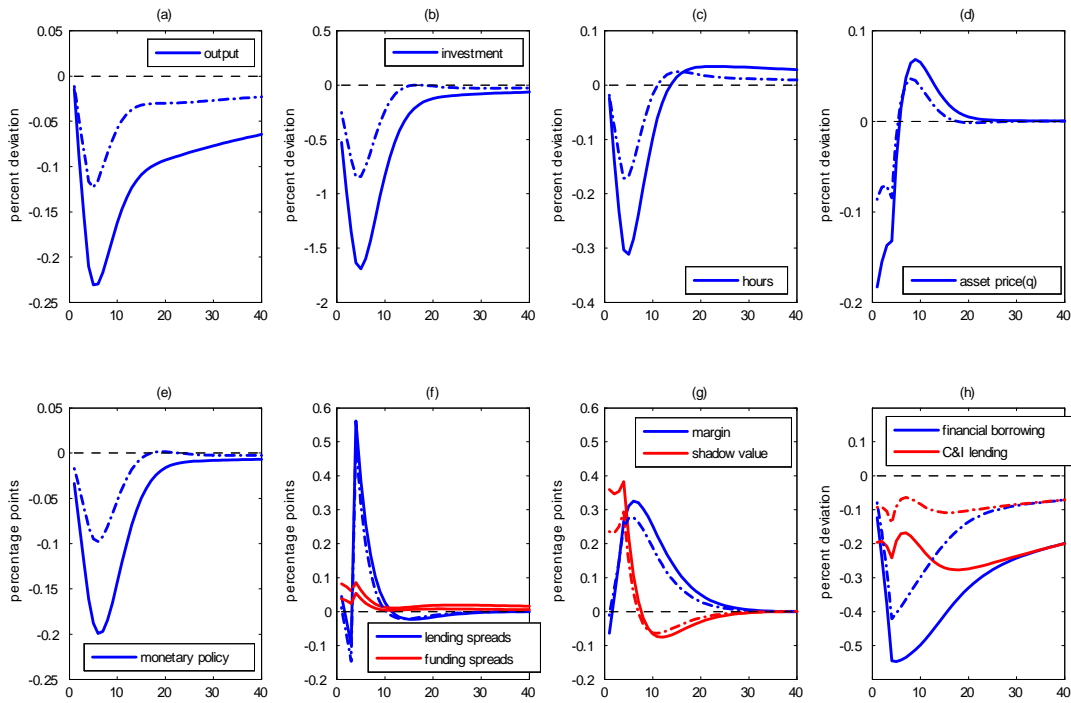 (a)
(b)
(c)
(d)
0.05
0
-0.05
-0.1
-0.15
-0.2
-0.25
percent deviation
output
0 10 20 30 40
0.5
0
-0.5
-1
-1.5
-2
percent deviation
investment
0 10 20 30 40
0.1
0
-0.1
-0.2
-0.3
-0.4
percent deviation
hours
0 10 20 30 40
0.1
0
-0.1
-0.2
percent deviation
asset price(q)
0 10 20 30 40
(e)
(f)
(g)
(h)
0.05
0
-0.05
-0.1
-0.15
-0.2
-0.25
percentage points
monetary policy
0 10 20 30 40
0.6
0.5
0.4
0.3
0.2
0.1
0
-0.1
-0.2
percentage points
lending spreads
funding spreads
0 10 20 30 40
0.6
0.5
0.4
0.3
0.2
0.1
0
-0.1
-0.2
percentage points
margin
shadow value
0 10 20 30 40
0.1
0
-0.1
-0.2
-0.3
-0.4
-0.5
percent deviation
financial borrowing
C&I lending
0 10 20 30 40